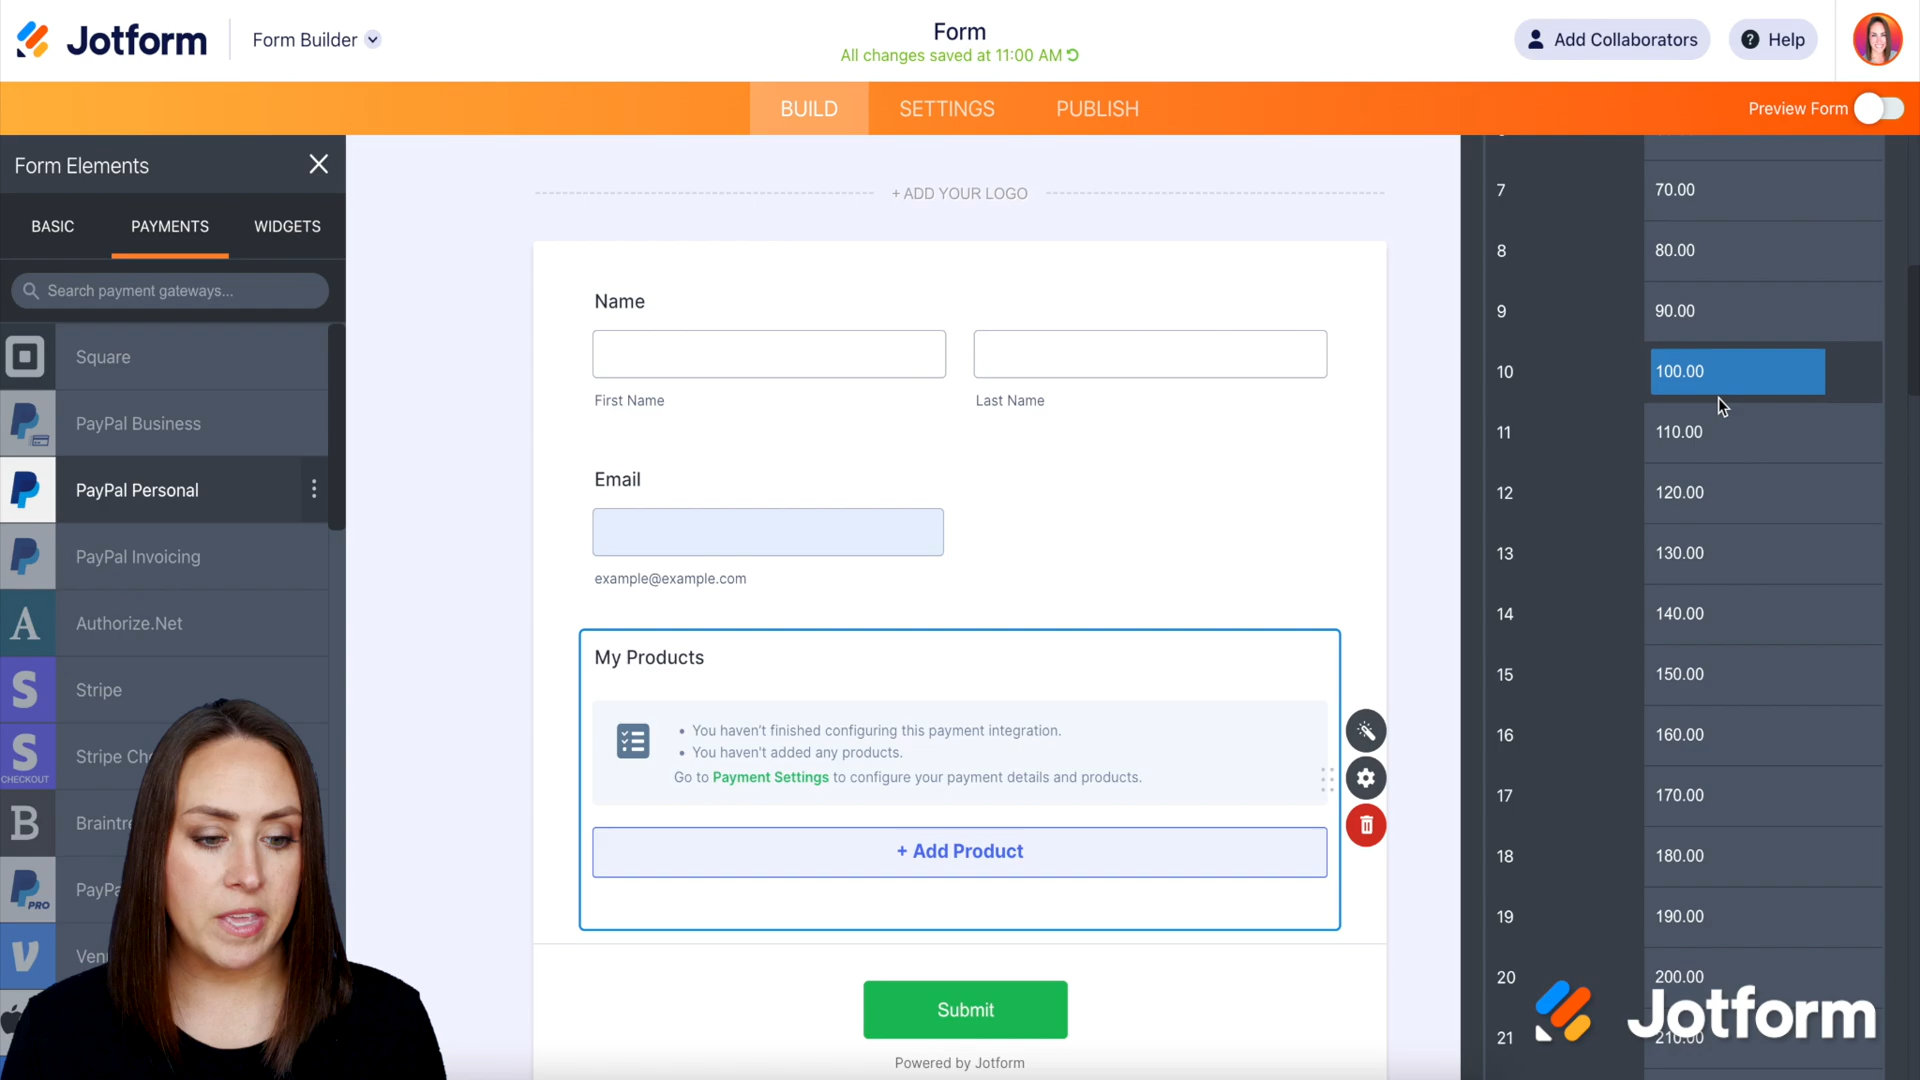 Jotform
Form Builder
Form
All changes saved at 11:00 AM
Add Collaborators
Help
BUILD
SETTINGS
PUBLISH
Preview Form
Form Elements
BASIC
PAYMENTS
WIDGETS
Search payment gateways...
Square
PayPal Business
PayPal Personal
PayPal Invoicing
Authorize.Net
Stripe
CHECKOUT
PRO
+ ADD YOUR LOGO
Name
First Name
Last Name
Email
example@example.com
My Products
You haven't finished configuring this payment integration.
You haven't added any products.
Go to Payment Settings to configure your payment details and products.
+ Add Product
Submit
Powered by Jotform
7 70.00
8 80.00
9 90.00
10 100.00
11 110.00
12 120.00
13 130.00
14 140.00
15 150.00
16 160.00
17 170.00
18 180.00
19 190.00
20 200.00
21 210.00
Jotform